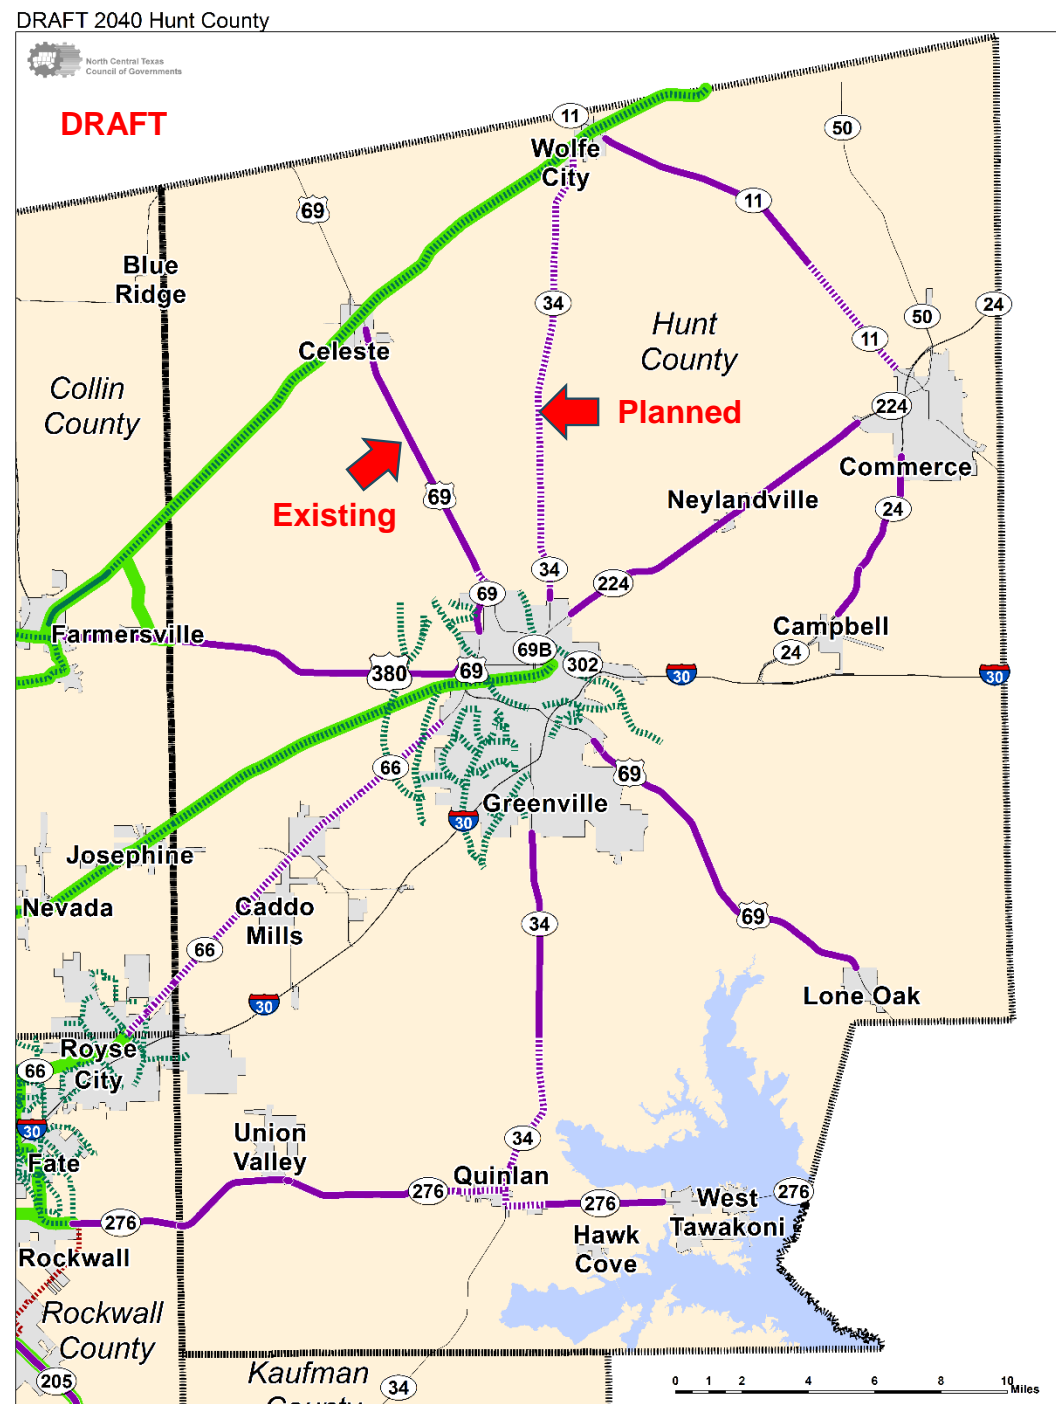 DRAFT 2040 Hunt County
North Central Texas
Council of Governments
DRAFT
11
Wolfe
City
50
11
69
Blue
Ridge
34
Hunt
County
24
50
11
Celeste
Collin
County
Planned
224
Commerce
69
Existing
Neylandville
24
34
224
69
Farmersville
Campbell
69B
24
380
69
302
30
30
66
69
Greenville
30
Josephine
Nevada
Caddo
Mills
69
34
66
Lone Oak
30
Royse
City
66
30
Union
Valley
34
Fate
Quinlan
276
276
276
West
Tawakoni
276
Hawk
Cove
Rockwall
Rockwall
County
Kaufman
County
205
34
0 1 2 4 6 8 10
Miles